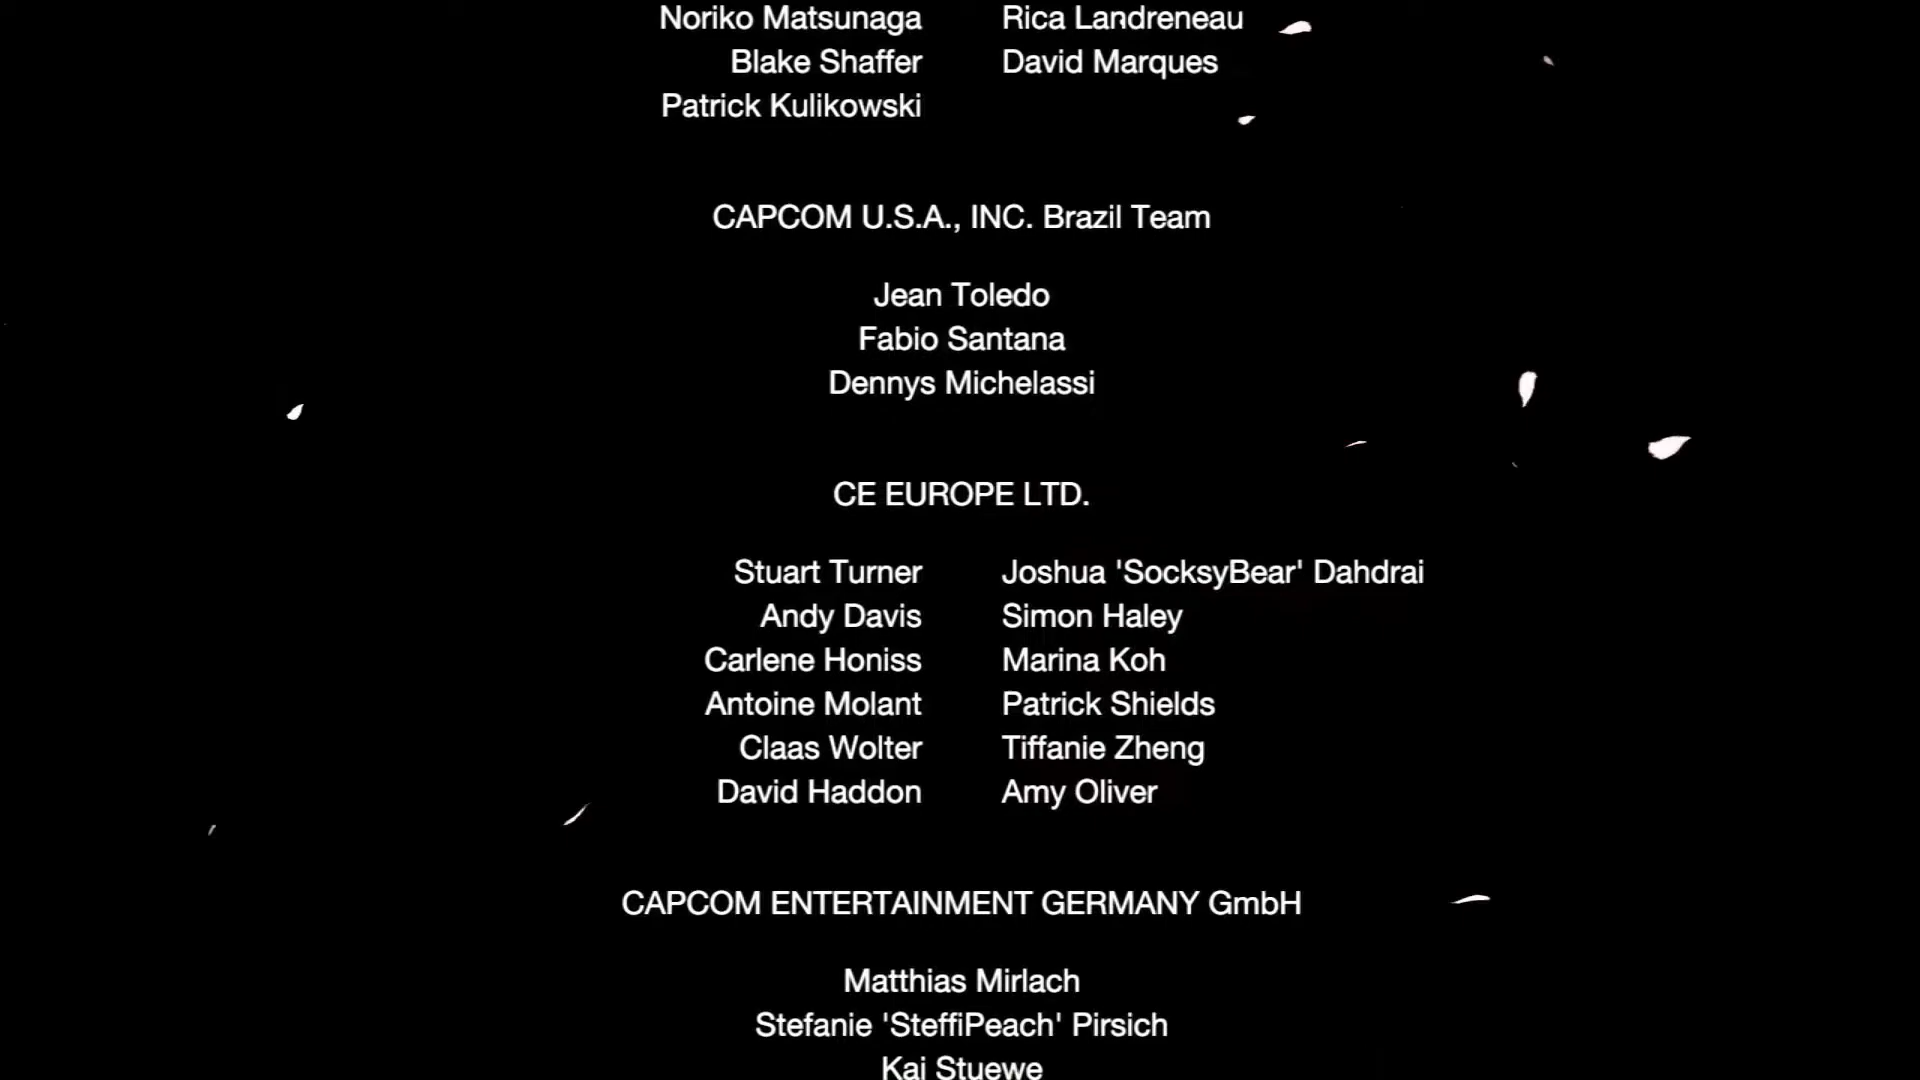 Noriko Matsunaga Rica Landreneau
Blake Shaffer David Marques
Patrick Kulikowski
CAPCOM U.S.A., INC. Brazil Team
Jean Toledo
Fabio Santana
Dennys Michelassi
CE EUROPE LTD.
Stuart Turner Joshua 'SocksyBear' Dahdrai
Andy Davis Simon Haley
Carlene Honiss Marina Koh
Antoine Molant Patrick Shields
Claas Wolter Tiffanie Zheng
David Haddon Amy Oliver
CAPCOM ENTERTAINMENT GERMANY GmbH
Matthias Mirlach
Stefanie 'SteffiPeach' Pirsich
Kai Stuewe